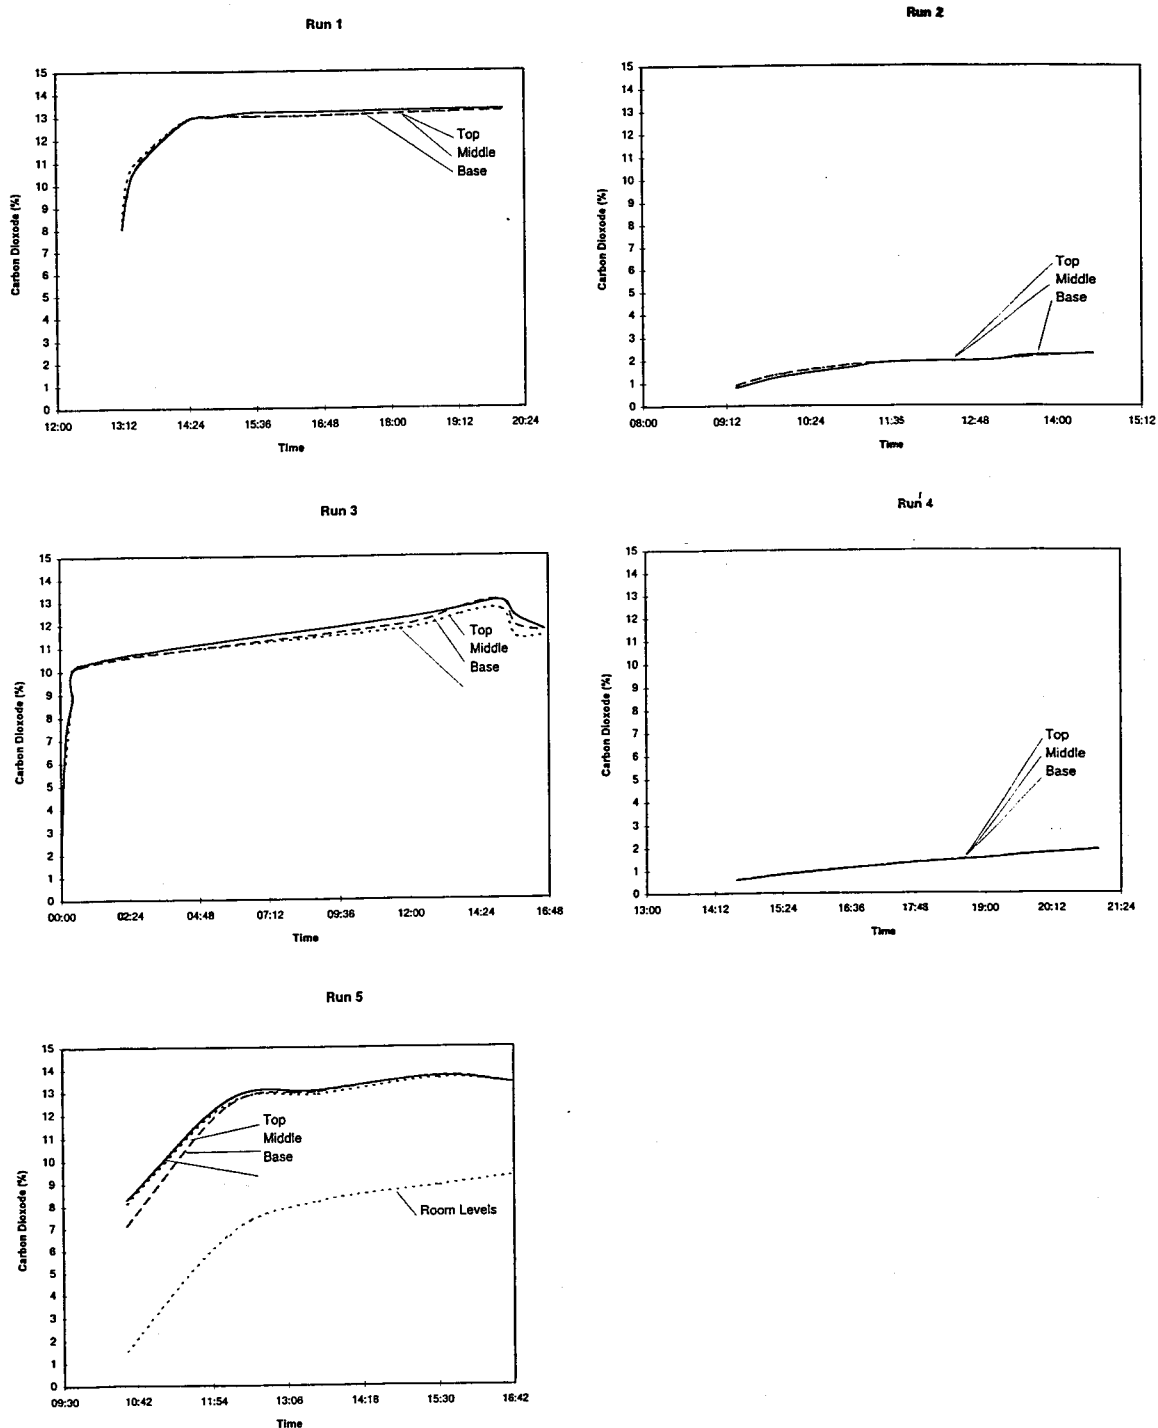 Run 1
15
14
13
12
11
10
9
8
7
6
5
4
3
2
1
0
Carbon Dioxode (%)
Top
Middle
Base
12:00 13:12 14:24 15:36 16:48 18:00 19:12 20:24
Time
Run 2
15
14
13
12
11
10
9
8
7
6
5
4
3
2
1
0
Carbon Dioxode (%)
Top
Middle
Base
08:00 09:12 10:24 11:35 12:48 14:00 15:12
Time
Run 3
15
14
13
12
11
10
9
8
7
6
5
4
3
2
1
0
Carbon Dioxode (%)
Top
Middle
Base
00:00 02:24 04:48 07:12 09:36 12:00 14:24 16:48
Time
Run 4
15
14
13
12
11
10
9
8
7
6
5
4
3
2
1
0
Carbon Dioxode (%)
Top
Middle
Base
13:00 14:12 15:24 16:36 17:48 19:00 20:12 21:24
Time
Run 5
15
14
13
12
11
10
9
8
7
6
5
4
3
2
1
0
Carbon Dioxode (%)
Top
Middle
Base
Room Levels
09:30 10:42 11:54 13:06 14:18 15:30 16:42
Time